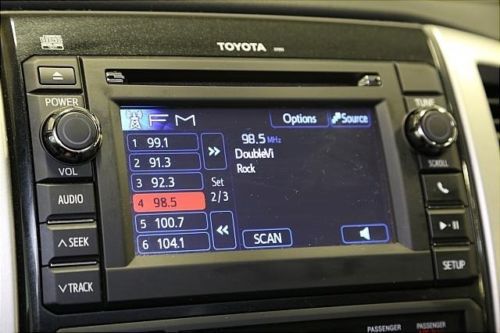 TOYOTA
POWER
VOL
AUDIO
∧SEEK
∨TRACK
FM
Options
Source
1 99.1
2 91.3
3 92.3
4 98.5
5 100.7
6 104.1
»
Set
2/3
«
98.5 MHz
DoubleVi
Rock
SCAN
TUNE
SCROLL
SETUP
PASSENGER
PASSENGER